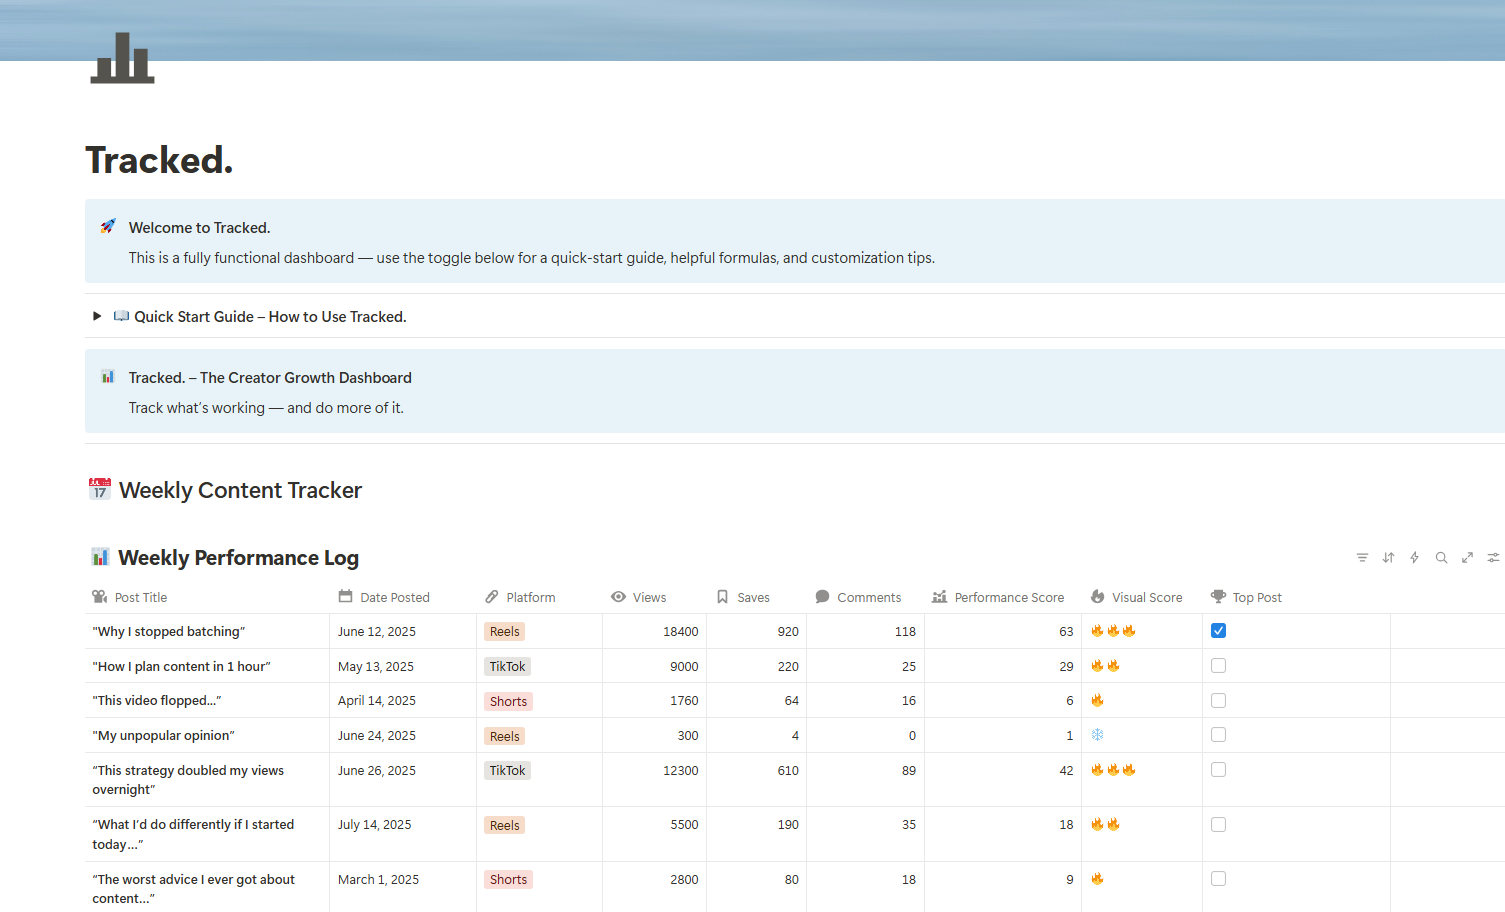 Tracked.
🚀 Welcome to Tracked.
This is a fully functional dashboard — use the toggle below for a quick-start guide, helpful formulas, and customization tips.
▶ 📖 Quick Start Guide – How to Use Tracked.
📊 Tracked. – The Creator Growth Dashboard
Track what's working — and do more of it.
📅 Weekly Content Tracker
📊 Weekly Performance Log
Post Title Date Posted Platform Views Saves Comments Performance Score Visual Score Top Post
"Why I stopped batching" June 12, 2025 Reels 18400 920 118 63 🔥🔥🔥
"How I plan content in 1 hour" May 13, 2025 TikTok 9000 220 25 29 🔥🔥
"This video flopped..." April 14, 2025 Shorts 1760 64 16 6 🔥
"My unpopular opinion" June 24, 2025 Reels 300 4 0 1 ❄️
"This strategy doubled my views June 26, 2025 TikTok 12300 610 89 42 🔥🔥🔥
overnight"
"What I'd do differently if I started July 14, 2025 Reels 5500 190 35 18 🔥🔥
today..."
"The worst advice I ever got about March 1, 2025 Shorts 2800 80 18 9 🔥
content..."